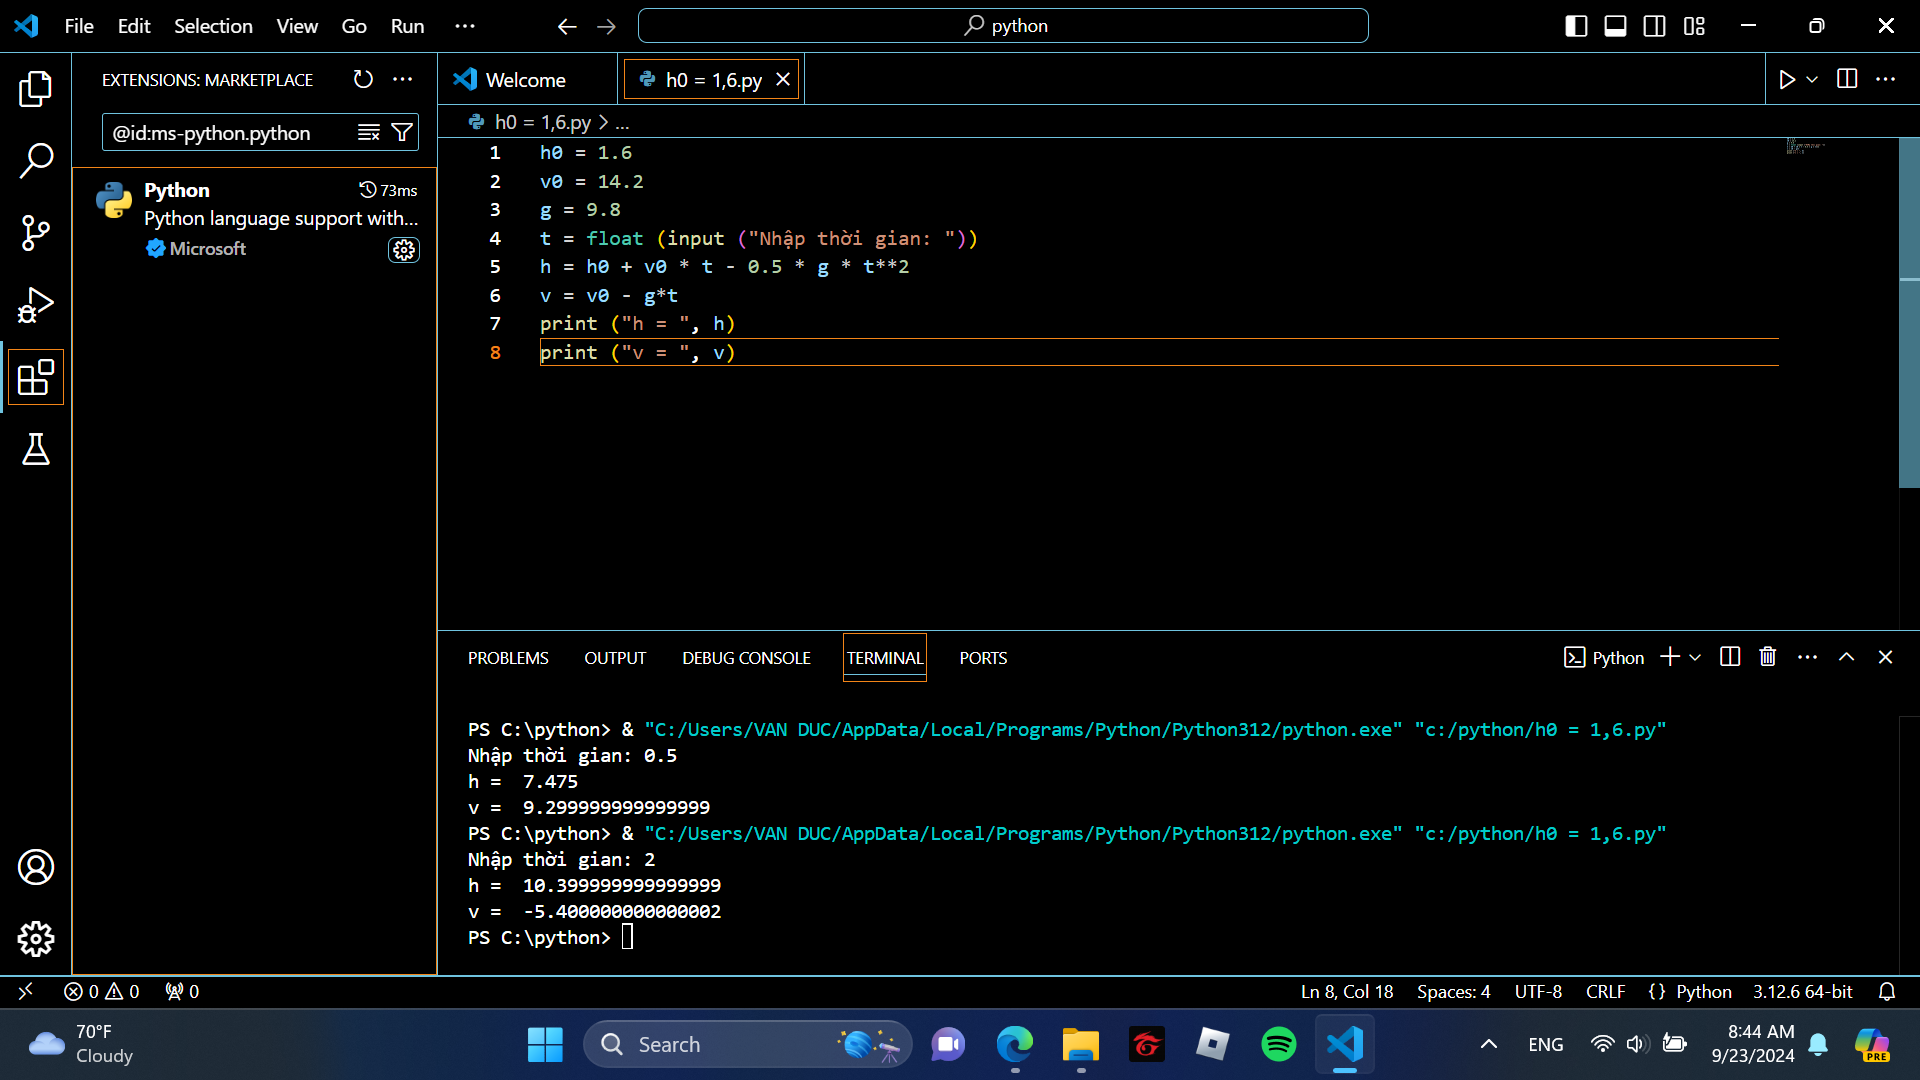 File Edit Selection View Go Run ...
python
EXTENSIONS: MARKETPLACE
@id:ms-python.python
Python 73ms
Python language support with...
Microsoft
Welcome
h0 = 1,6.py
h0 = 1,6.py > ...
1 h0 = 1.6
2 v0 = 14.2
3 g = 9.8
4 t = float (input ("Nhập thời gian: "))
5 h = h0 + v0 * t - 0.5 * g * t**2
6 v = v0 - g*t
7 print ("h = ", h)
8 print ("v = ", v)
PROBLEMS OUTPUT DEBUG CONSOLE TERMINAL PORTS
Python
PS C:\python> & "C:/Users/VAN DUC/AppData/Local/Programs/Python/Python312/python.exe" "c:/python/h0 = 1,6.py"
Nhập thời gian: 0.5
h =  7.475
v =  9.299999999999999
PS C:\python> & "C:/Users/VAN DUC/AppData/Local/Programs/Python/Python312/python.exe" "c:/python/h0 = 1,6.py"
Nhập thời gian: 2
h =  10.399999999999999
v =  -5.400000000000002
PS C:\python>
0 0 0
Ln 8, Col 18 Spaces: 4 UTF-8 CRLF {} Python 3.12.6 64-bit
70°F
Cloudy
Search
ENG
8:44 AM
9/23/2024
PRE